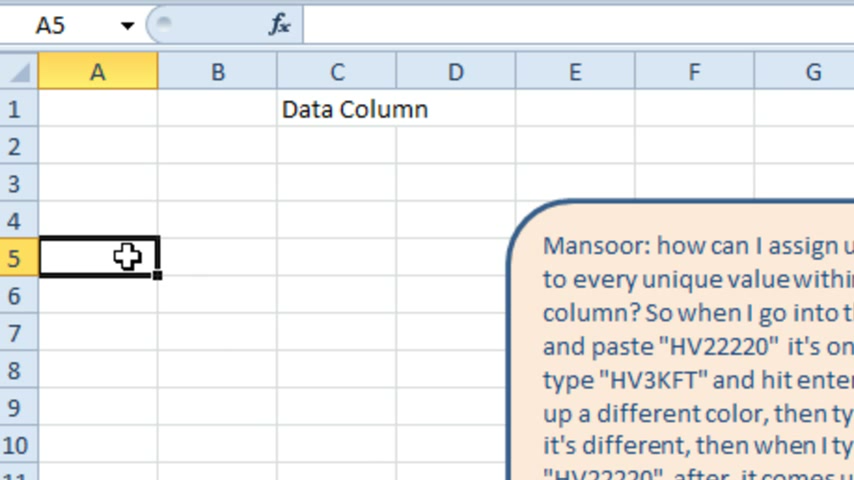 A5 fx
A B C D E F G
1 Data Column
2
3
4
5
6
7
8
9
10
11
Mansoor: how can I assign u
to every unique value withi
column? So when I go into t
and paste "HV22220" it's on
type "HV3KFT" and hit enter
up a different color, then ty
it's different, then when I ty
"HV22220" after, it comes u